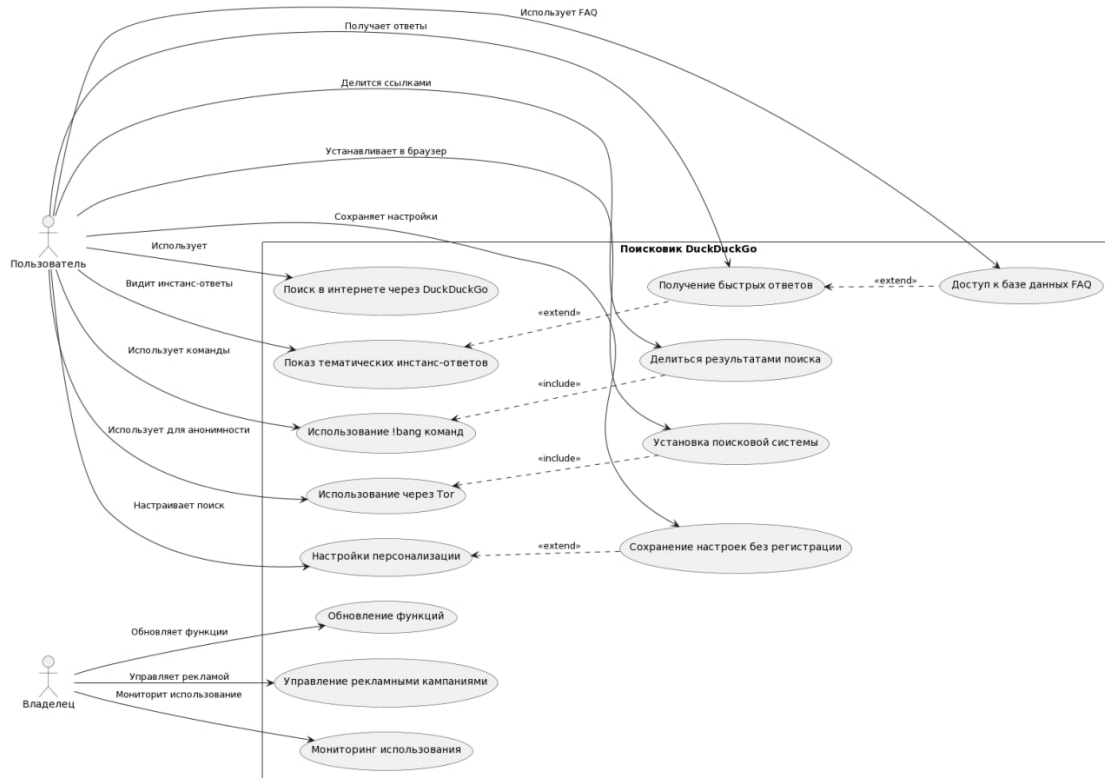 Использует FAQ
Получает ответы
Делится ссылками
Устанавливает в браузер
Сохраняет настройки
Поисковик DuckDuckGo
Использует
Пользователь
Поиск в интернете через DuckDuckGo
Получение быстрых ответов
«extend»
Доступ к базе данных FAQ
Видит инстанс-ответы
«extend»
Использует команды
Показ тематических инстанс-ответов
Делиться результатами поиска
«include»
Использует для анонимности
Использование !bang команд
Установка поисковой системы
«include»
Использование через Tor
Настраивает поиск
Настройки персонализации
«extend»
Сохранение настроек без регистрации
Обновление функций
Обновляет функции
Управляет рекламой
Управление рекламными кампаниями
Мониторит использование
Владелец
Мониторинг использования